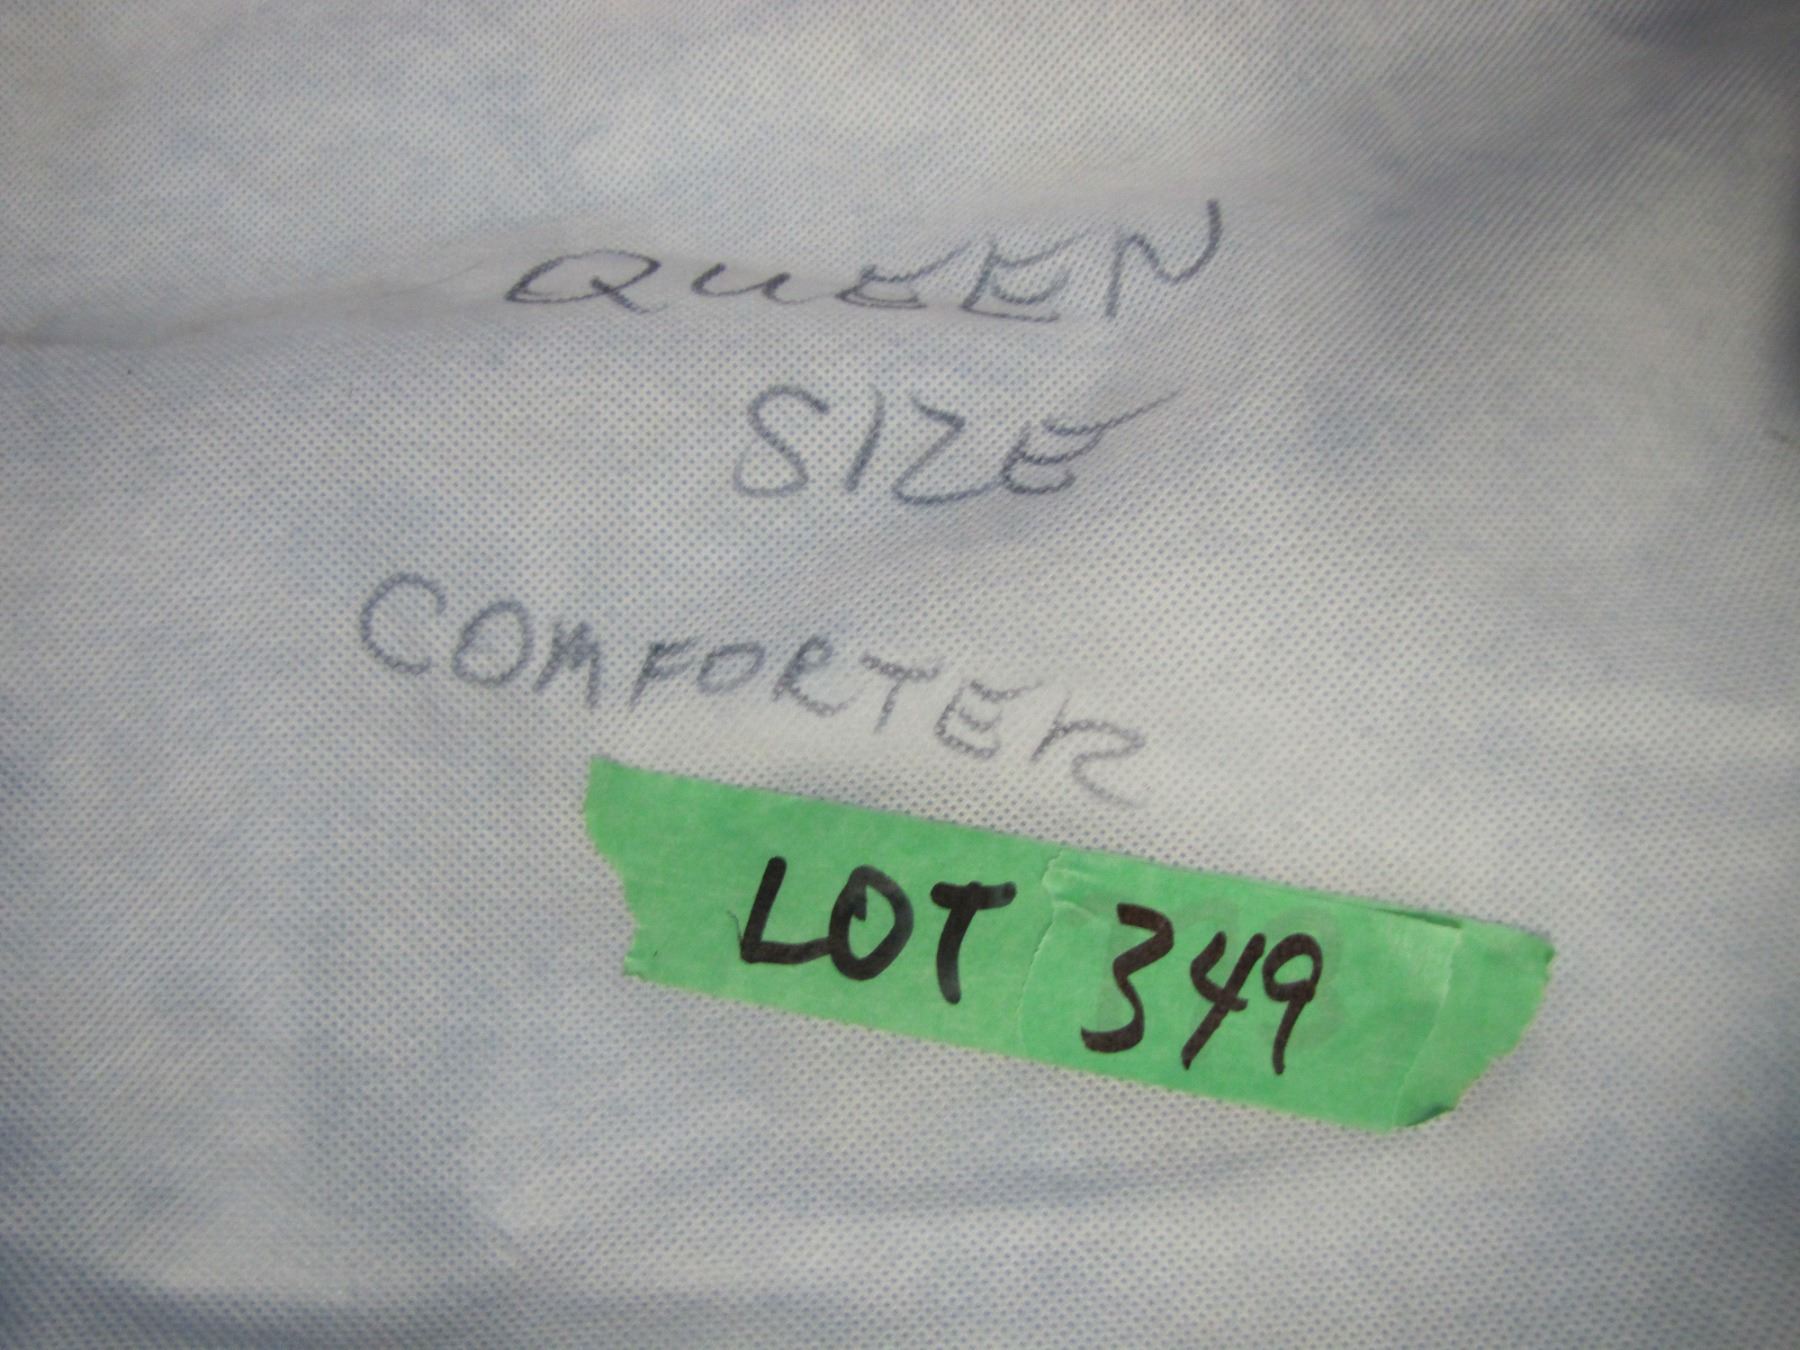 QUEEN
SIZE
COMFORTER
LOT 349